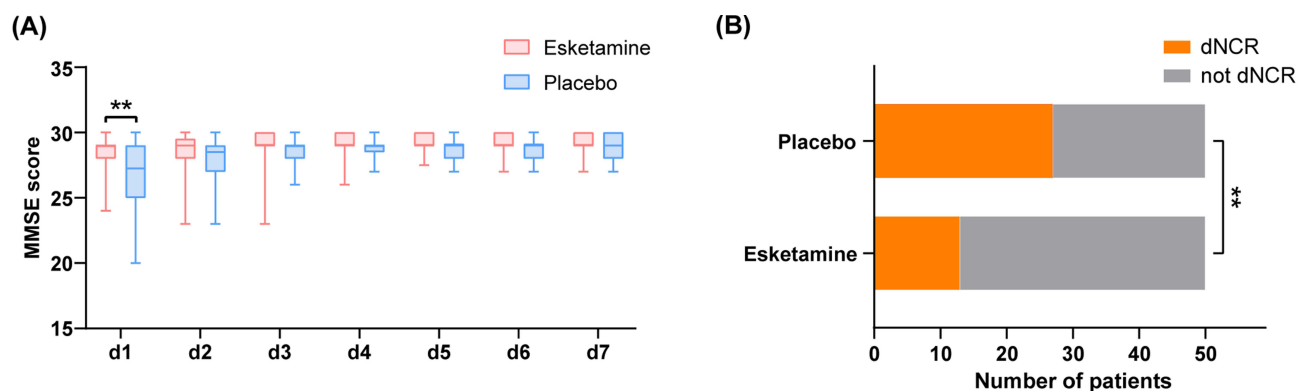 (A)
Esketamine
Placebo
MMSE score
35
30
25
20
15
**
d1 d2 d3 d4 d5 d6 d7
(B)
dNCR
not dNCR
Placebo
Esketamine
**
0 10 20 30 40 50
Number of patients